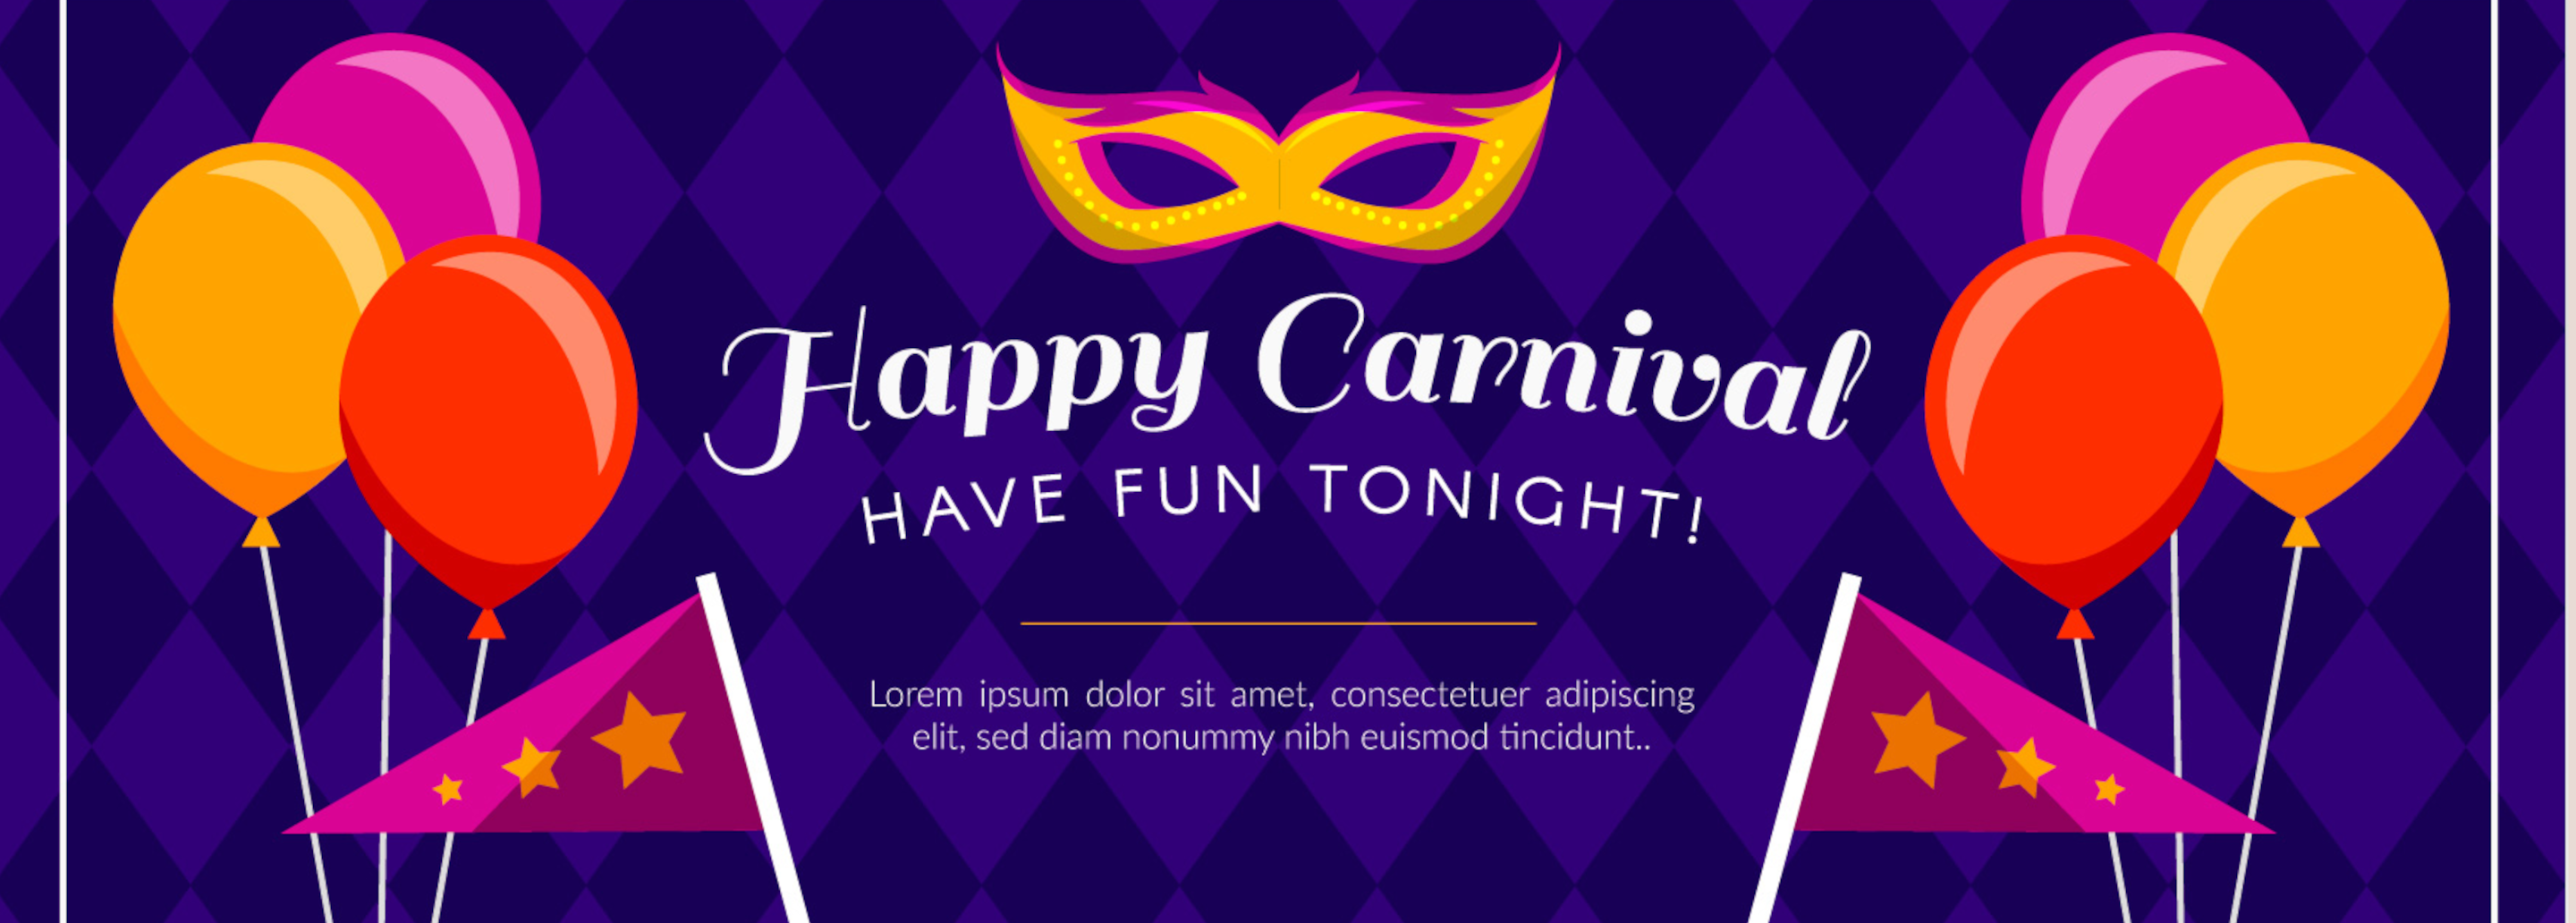 Happy Carnival
HAVE FUN TONIGHT!
Lorem ipsum dolor sit amet, consectetuer adipiscing
elit, sed diam nonummy nibh euismod tincidunt..